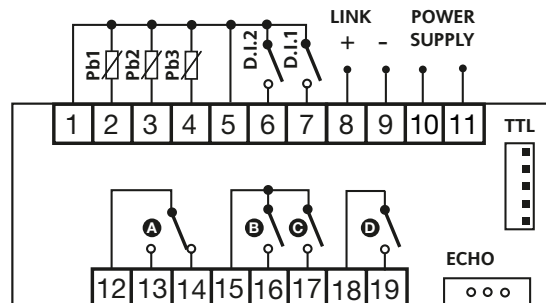 LINK POWER
+ - SUPPLY
Pb1 Pb2 Pb3 D.I.2 D.I.1
1 2 3 4 5 6 7 8 9 10 11
TTL
A B C D
ECHO
12 13 14 15 16 17 18 19